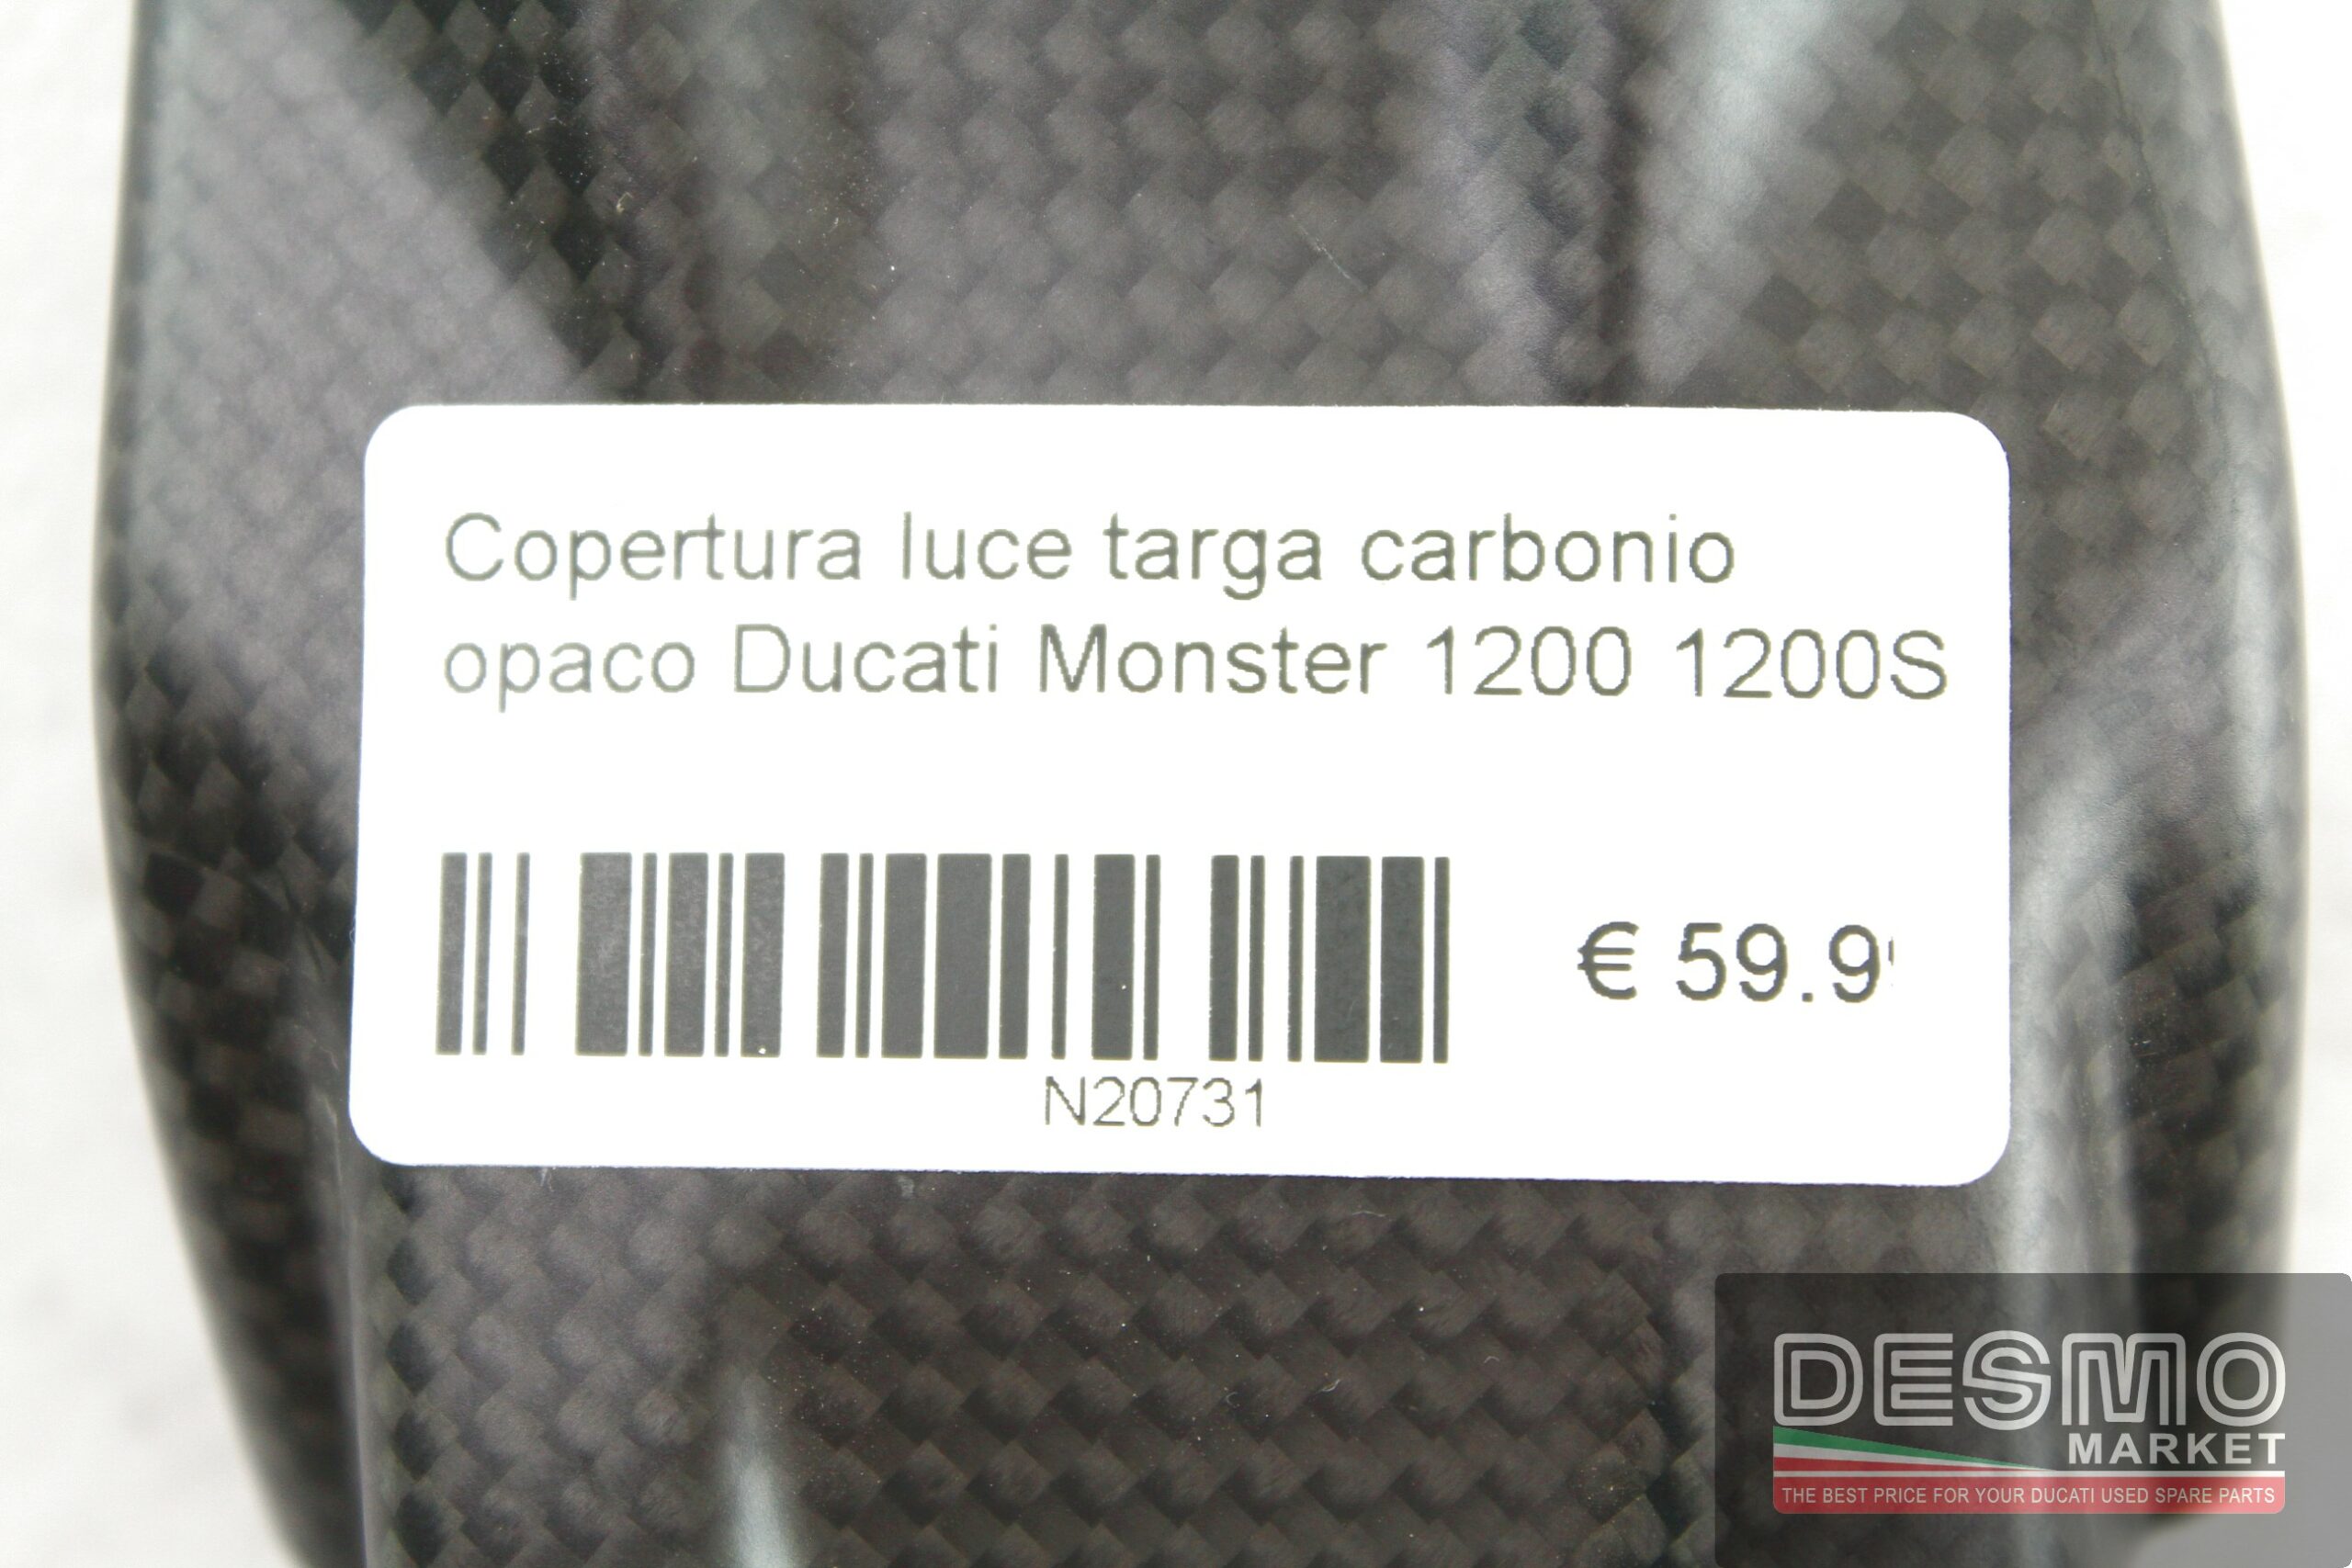 Copertura luce targa carbonio
opaco Ducati Monster 1200 1200S
€ 59.9
N20731
DESMO
MARKET
THE BEST PRICE FOR YOUR DUCATI USED SPARE PARTS